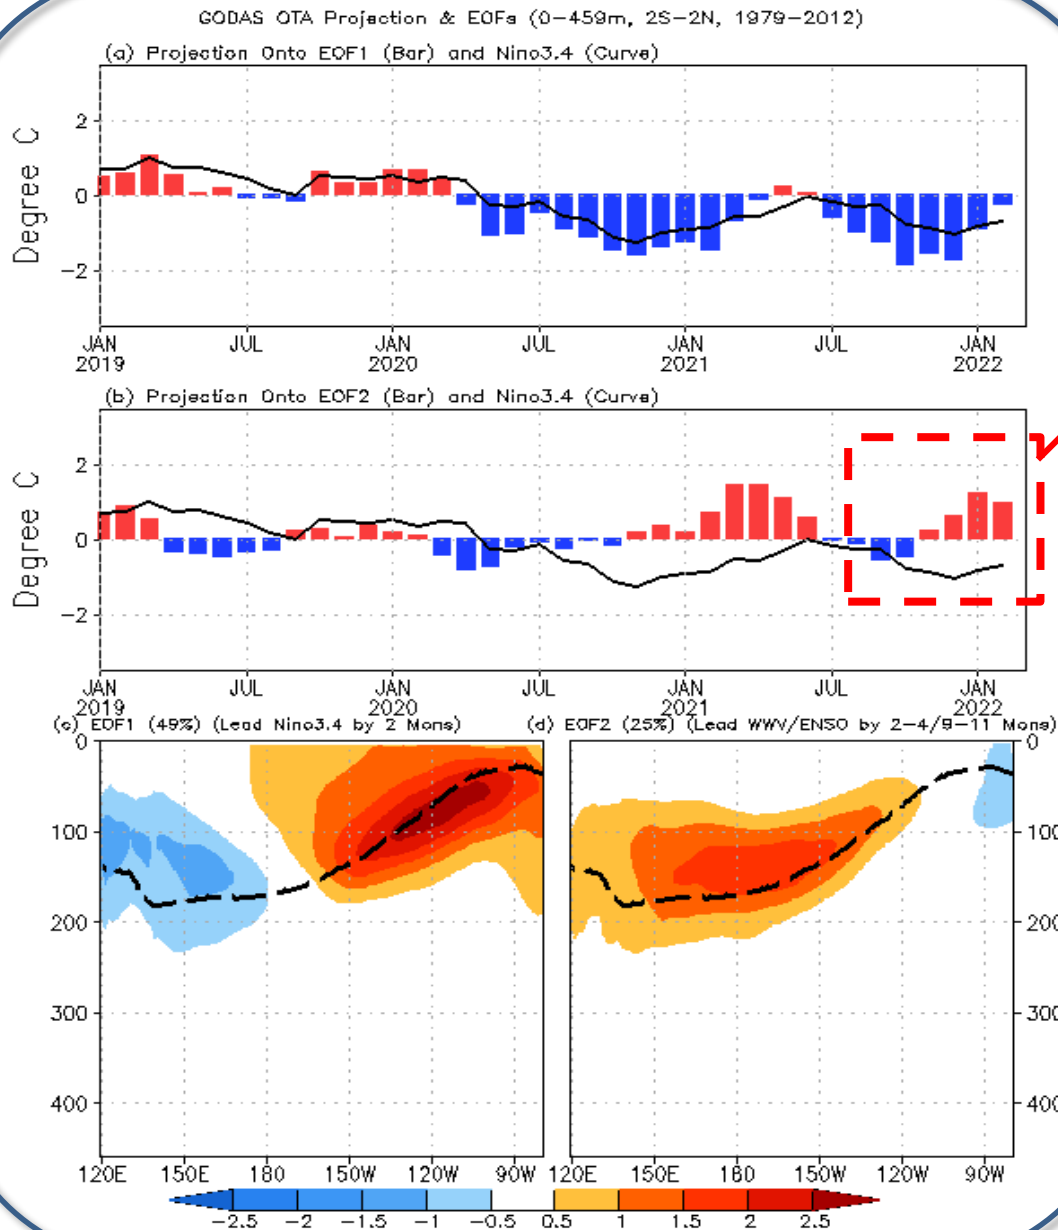 GODAS OTA Projection & EOFs (0-459m, 2S-2N, 1979-2012)
(a) Projection Onto EOF1 (Bar) and Nino3.4 (Curve)
Degree C
2
0
-2
JAN JUL JAN JUL JAN JUL JAN
2019 2020 2021 2022
(b) Projection Onto EOF2 (Bar) and Nino3.4 (Curve)
Degree C
2
0
-2
JAN JUL JAN JUL JAN JUL JAN
2019 2020 2021 2022
(c) EOF1 (49%) (Lead Nino3.4 by 2 Mons)
0
100
200
300
400
120E 150E 180 150W 120W 90W
(d) EOF2 (25%) (Lead WWV/ENSO by 2-4/9-11 Mons)
0
100
200
300
400
120E 150E 180 150W 120W 90W
-2.5 -2 -1.5 -1 -0.5 0.5 1 1.5 2 2.5